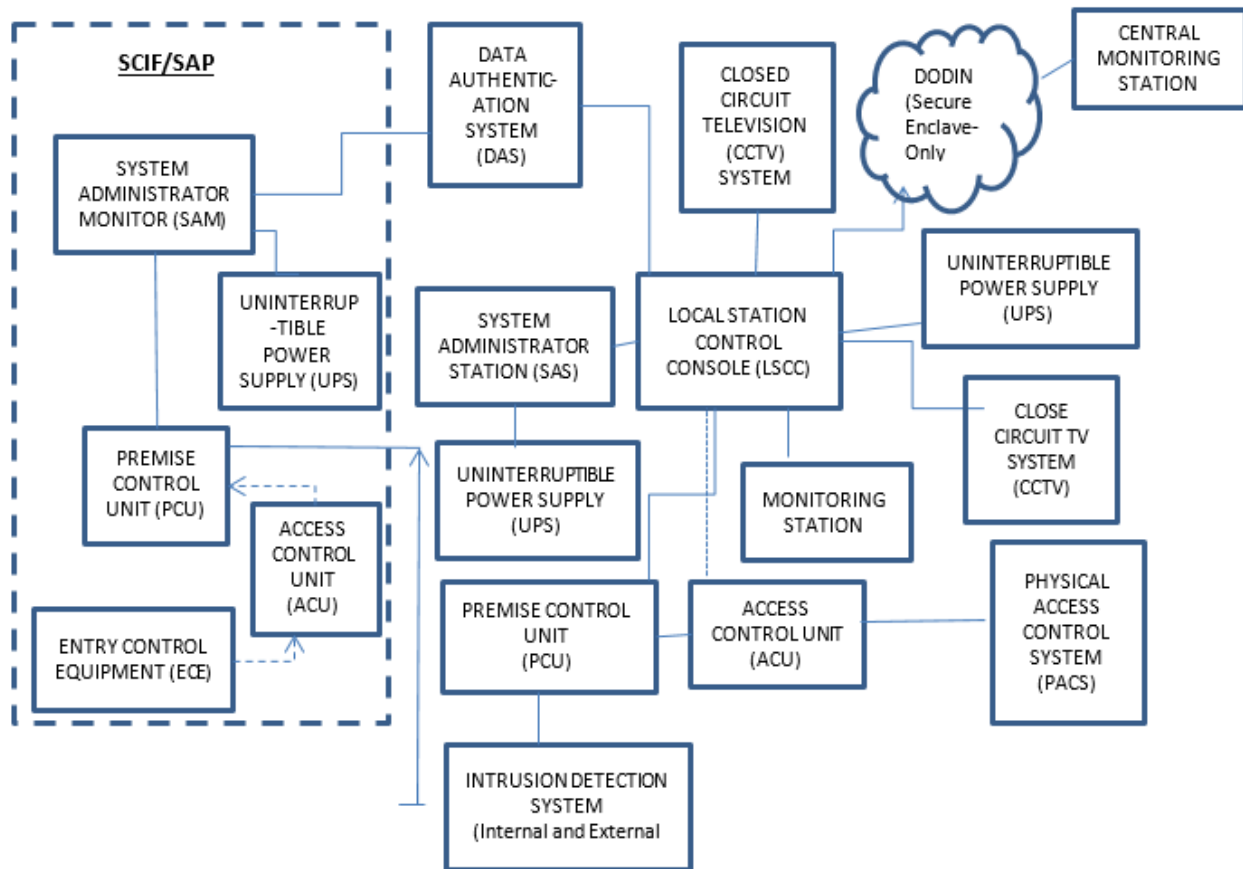 SCIF/SAP
SYSTEM
ADMINISTRATOR
MONITOR (SAM)
UNINTERRUP
-TIBLE
POWER
SUPPLY (UPS)
PREMISE
CONTROL
UNIT (PCU)
ACCESS
CONTROL
UNIT
(ACU)
ENTRY CONTROL
EQUIPMENT (ECE)
DATA
AUTHENTIC-
ATION
SYSTEM
(DAS)
CLOSED
CIRCUIT
TELEVISION
(CCTV)
SYSTEM
DODIN
(Secure
Enclave-
Only
CENTRAL
MONITORING
STATION
SYSTEM
ADMINISTRATOR
STATION (SAS)
LOCAL STATION
CONTROL
CONSOLE (LSCC)
UNINTERRUPTIBLE
POWER SUPPLY
(UPS)
UNINTERRUPTIBLE
POWER SUPPLY
(UPS)
MONITORING
STATION
CLOSE
CIRCUIT TV
SYSTEM
(CCTV)
PREMISE CONTROL
UNIT
(PCU)
ACCESS
CONTROL UNIT
(ACU)
PHYSICAL
ACCESS
CONTROL
SYSTEM
(PACS)
INTRUSION DETECTION
SYSTEM
(Internal and External